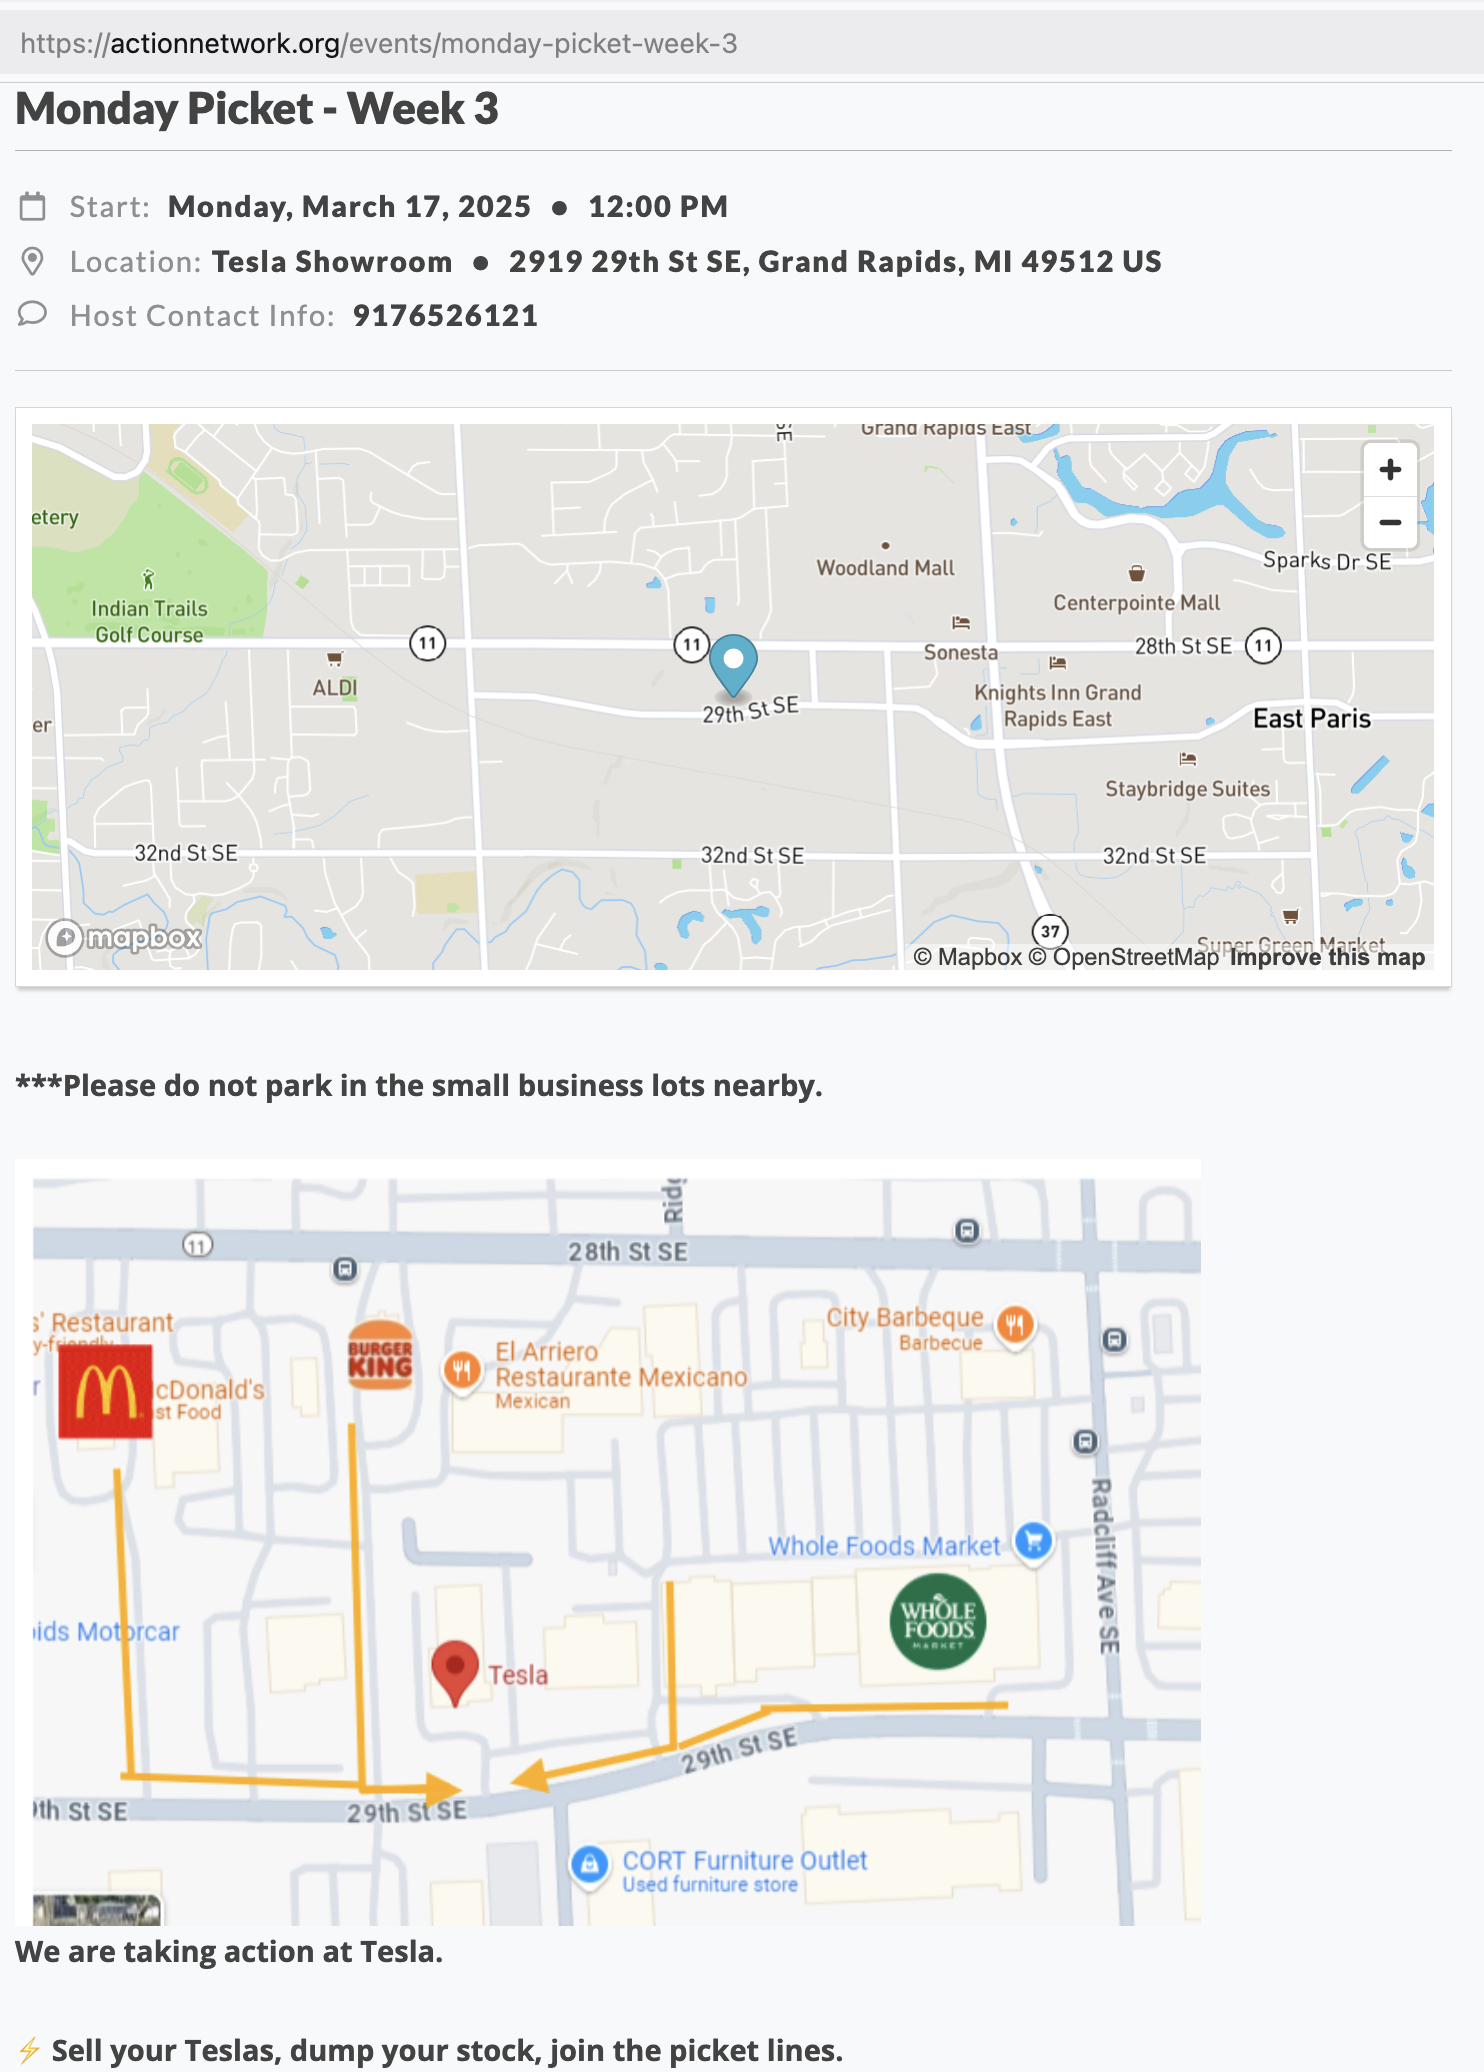 https://actionnetwork.org/events/monday-picket-week-3
Monday Picket - Week 3
Start: Monday, March 17, 2025 ● 12:00 PM
Location: Tesla Showroom ● 2919 29th St SE, Grand Rapids, MI 49512 US
Host Contact Info: 9176526121
SE
Grand Rapids East
+
−
etery
Woodland Mall
Sparks Dr SE
Indian Trails
Golf Course
Centerpointe Mall
11
11
Sonesta
28th St SE
11
ALDI
Knights Inn Grand
Rapids East
29th St SE
er
East Paris
Staybridge Suites
32nd St SE
32nd St SE
32nd St SE
37
Super Green Market
mapbox
© Mapbox © OpenStreetMap Improve this map
***Please do not park in the small business lots nearby.
Ridg
11
28th St SE
s' Restaurant
y-friendly
City Barbeque
Barbecue
BURGER
KING
El Arriero
Restaurante Mexicano
Mexican
r
cDonald's
ast Food
Radcliff Ave SE
Whole Foods Market
WHOLE
FOODS
MARKET
ids Motorcar
Tesla
29th St SE
9th St SE
29th St SE
CORT Furniture Outlet
Used furniture store
We are taking action at Tesla.
⚡ Sell your Teslas, dump your stock, join the picket lines.